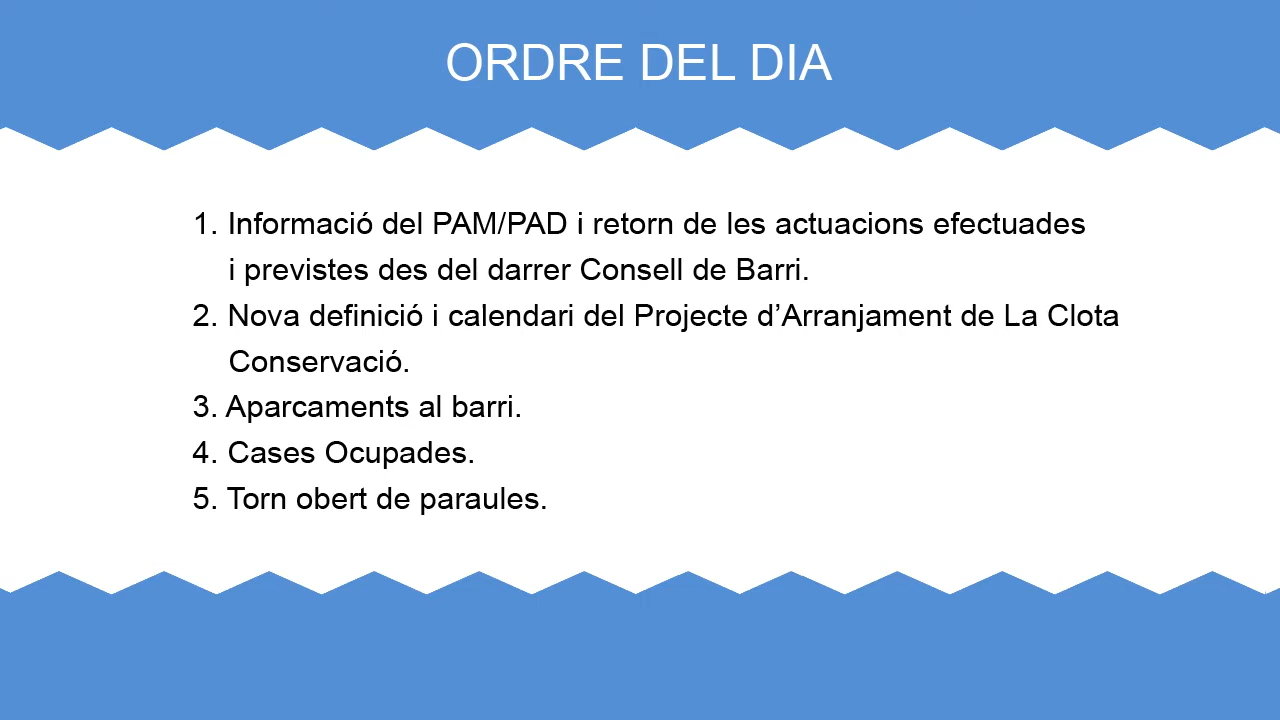 ORDRE DEL DIA
1. Informació del PAM/PAD i retorn de les actuacions efectuades
i previstes des del darrer Consell de Barri.
2. Nova definició i calendari del Projecte d’Arranjament de La Clota
Conservació.
3. Aparcaments al barri.
4. Cases Ocupades.
5. Torn obert de paraules.